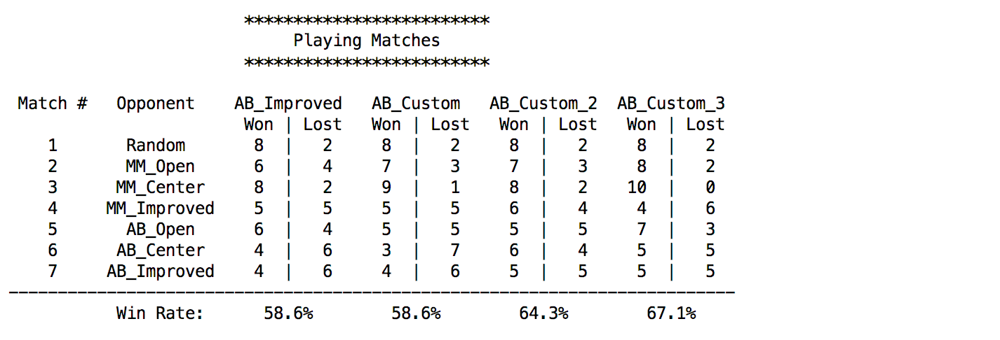 *************************
Playing Matches
*************************
Match # Opponent AB_Improved AB_Custom AB_Custom_2 AB_Custom_3
Won | Lost Won | Lost Won | Lost Won | Lost
1 Random 8 | 2 8 | 2 8 | 2 8 | 2
2 MM_Open 6 | 4 7 | 3 7 | 3 8 | 2
3 MM_Center 8 | 2 9 | 1 8 | 2 10 | 0
4 MM_Improved 5 | 5 5 | 5 6 | 4 4 | 6
5 AB_Open 6 | 4 5 | 5 5 | 5 7 | 3
6 AB_Center 4 | 6 3 | 7 6 | 4 5 | 5
7 AB_Improved 4 | 6 4 | 6 5 | 5 5 | 5
--------------------------------------------------------------------------
Win Rate: 58.6% 58.6% 64.3% 67.1%